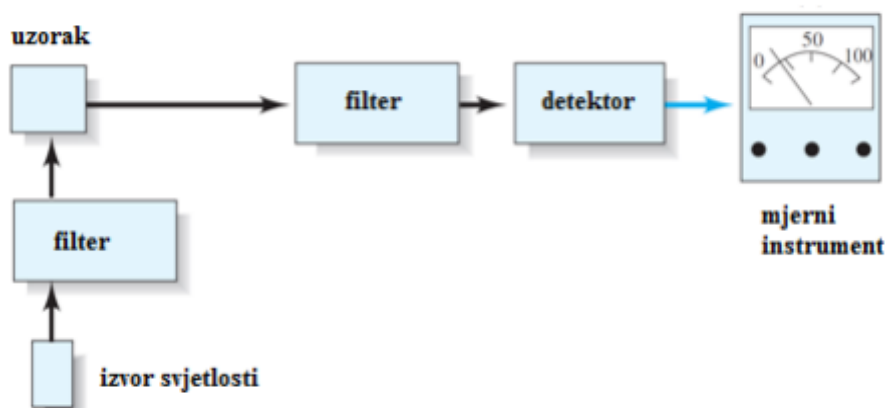 uzorak
filter
detektor
0
50
100
mjerni
instrument
filter
izvor svjetlosti